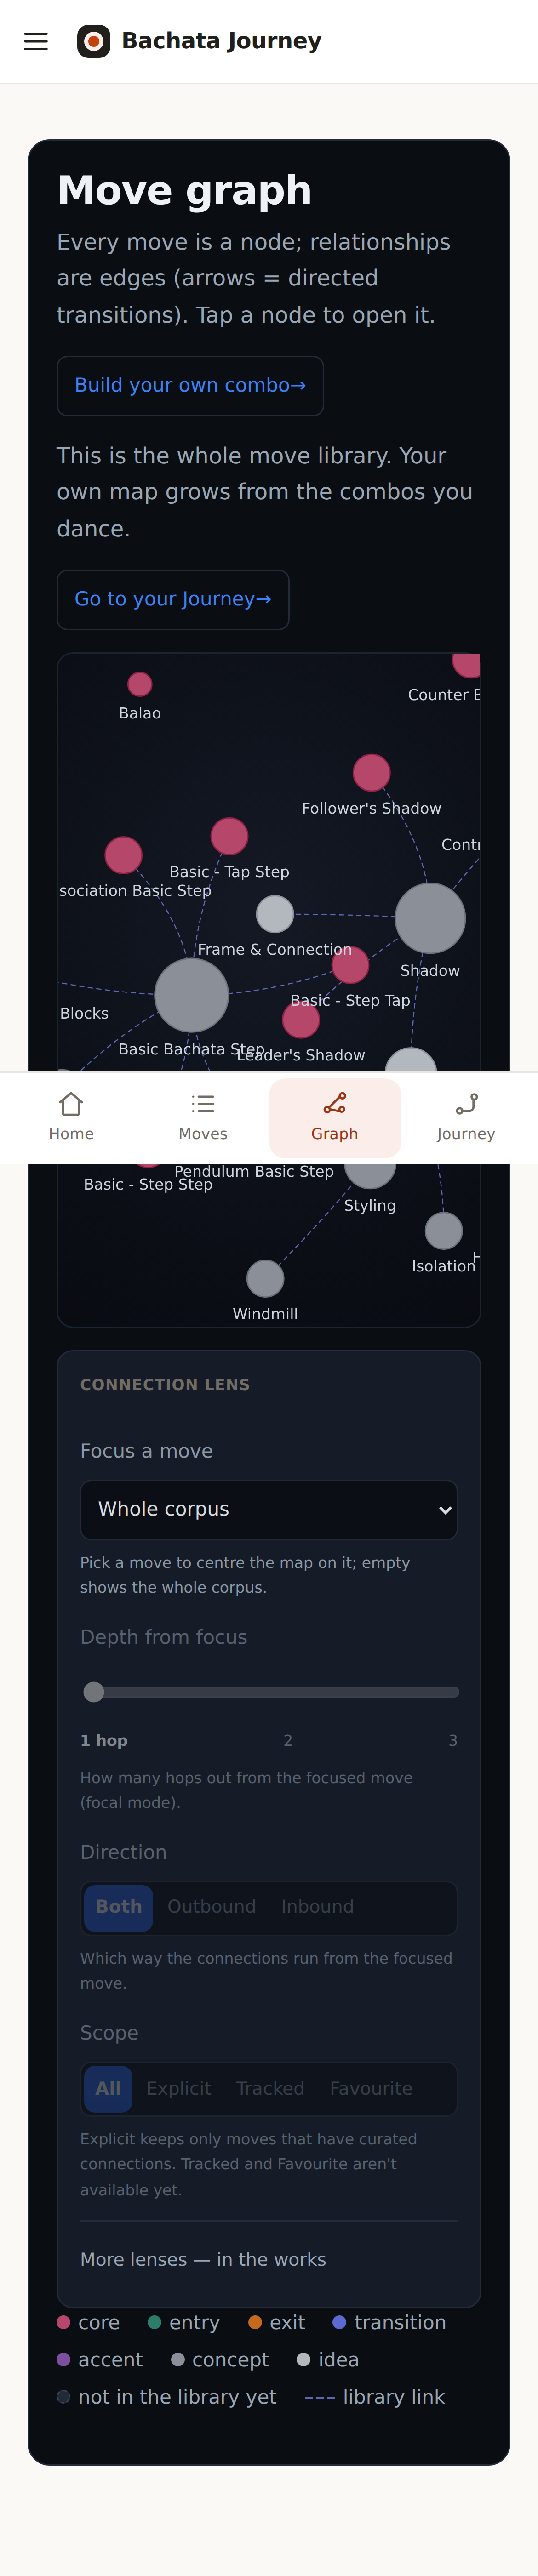 Bachata Journey
Move graph
Every move is a node; relationships
are edges (arrows = directed
transitions). Tap a node to open it.
Build your own combo→
This is the whole move library. Your
own map grows from the combos you
dance.
Go to your Journey→
Balao
Counter B
Follower's Shadow
Contr
Basic - Tap Step
sociation Basic Step
Frame & Connection
Shadow
Basic - Step Tap
Blocks
Basic Bachata Step
Leader's Shadow
Home
Moves
Graph
Journey
Pendulum Basic Step
Basic - Step Step
Styling
H
Isolation
Windmill
CONNECTION LENS
Focus a move
Whole corpus
Pick a move to centre the map on it; empty
shows the whole corpus.
Depth from focus
1 hop 2 3
How many hops out from the focused move
(focal mode).
Direction
Both Outbound Inbound
Which way the connections run from the focused
move.
Scope
All Explicit Tracked Favourite
Explicit keeps only moves that have curated
connections. Tracked and Favourite aren't
available yet.
More lenses — in the works
core entry exit transition
accent concept idea
not in the library yet library link